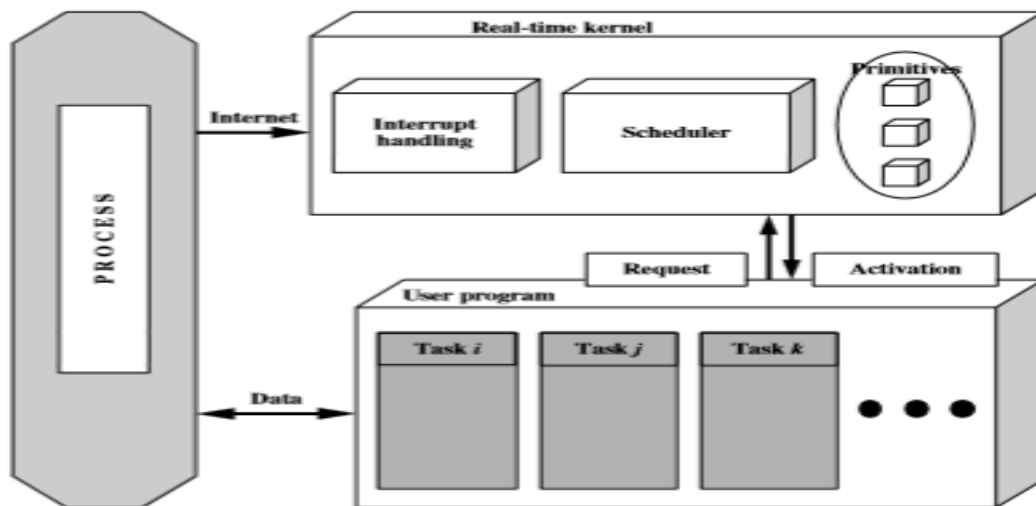 Real-time kernel
Primitives
Internet
Interrupt
handling
Scheduler
PROCESS
Request
Activation
User program
Task i
Task j
Task k
Data